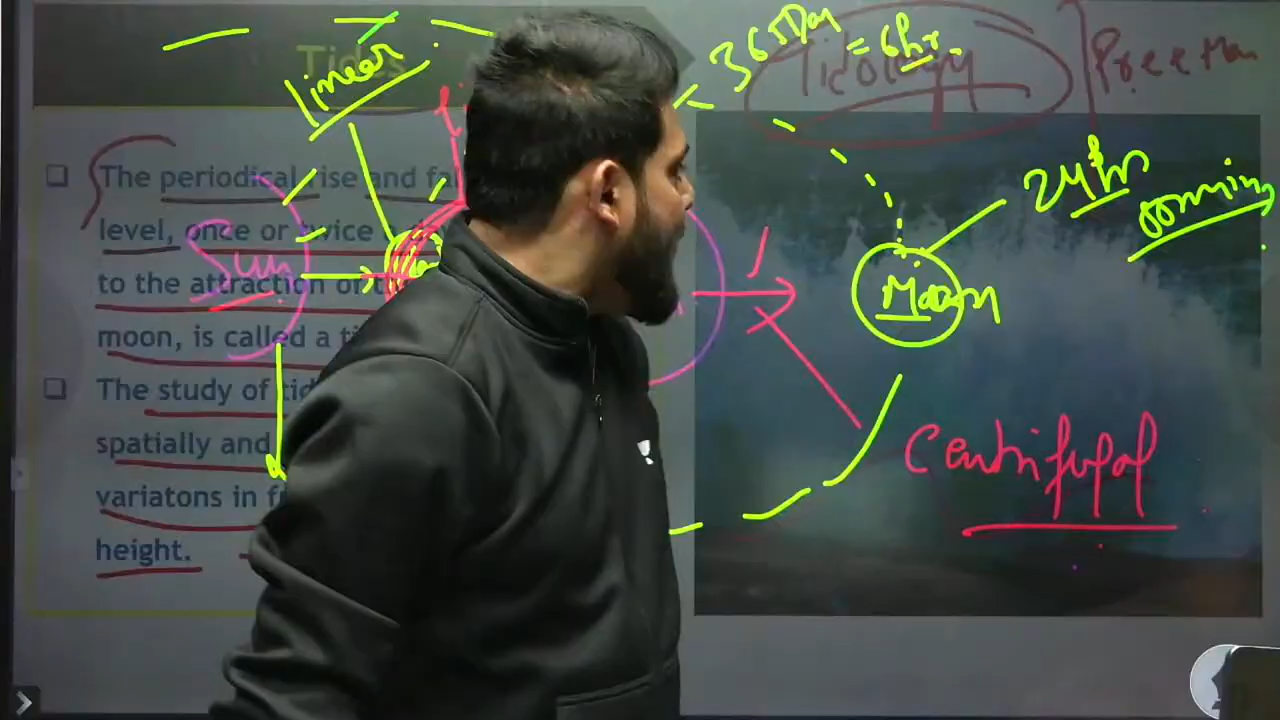 Tides
365 Day = 6 hr.
Tidology
linear
24 hr
The periodical rise and fa
level, once or twice
Sun
to the attraction of
Moon
moon, is called a t
The study of tid
Centrifugal
spatially and
variatons in f
height.